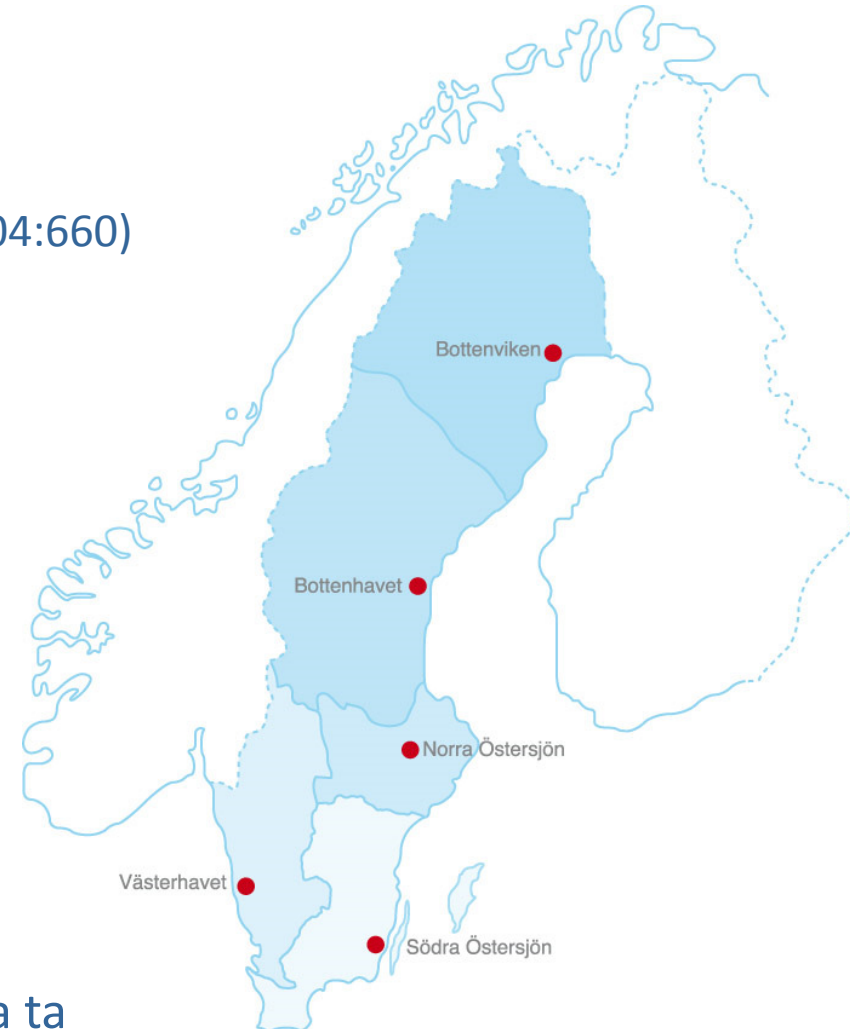 04:660)
Bottenviken
Bottenhavet
Norra Östersjön
Västerhavet
Södra Östersjön
ta